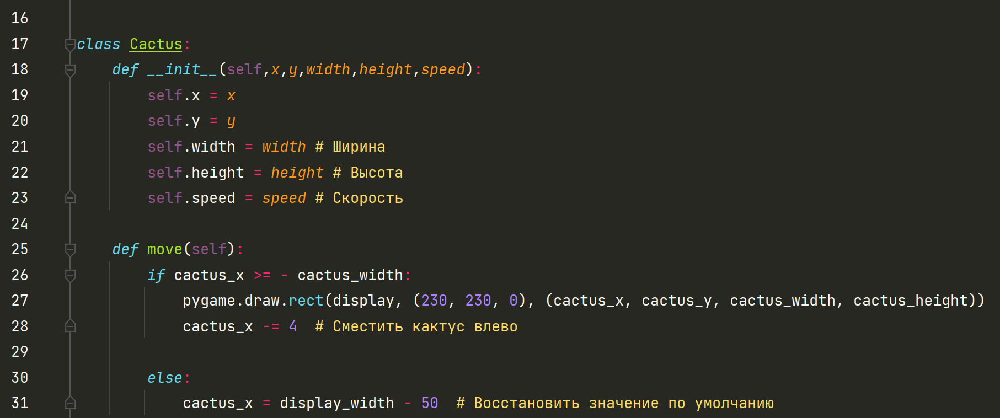 16
17 class Cactus:
18     def __init__(self,x,y,width,height,speed):
19         self.x = x
20         self.y = y
21         self.width = width # Ширина
22         self.height = height # Высота
23         self.speed = speed # Скорость
24
25     def move(self):
26         if cactus_x >= - cactus_width:
27             pygame.draw.rect(display, (230, 230, 0), (cactus_x, cactus_y, cactus_width, cactus_height))
28             cactus_x -= 4  # Сместить кактус влево
29
30         else:
31             cactus_x = display_width - 50  # Восстановить значение по умолчанию